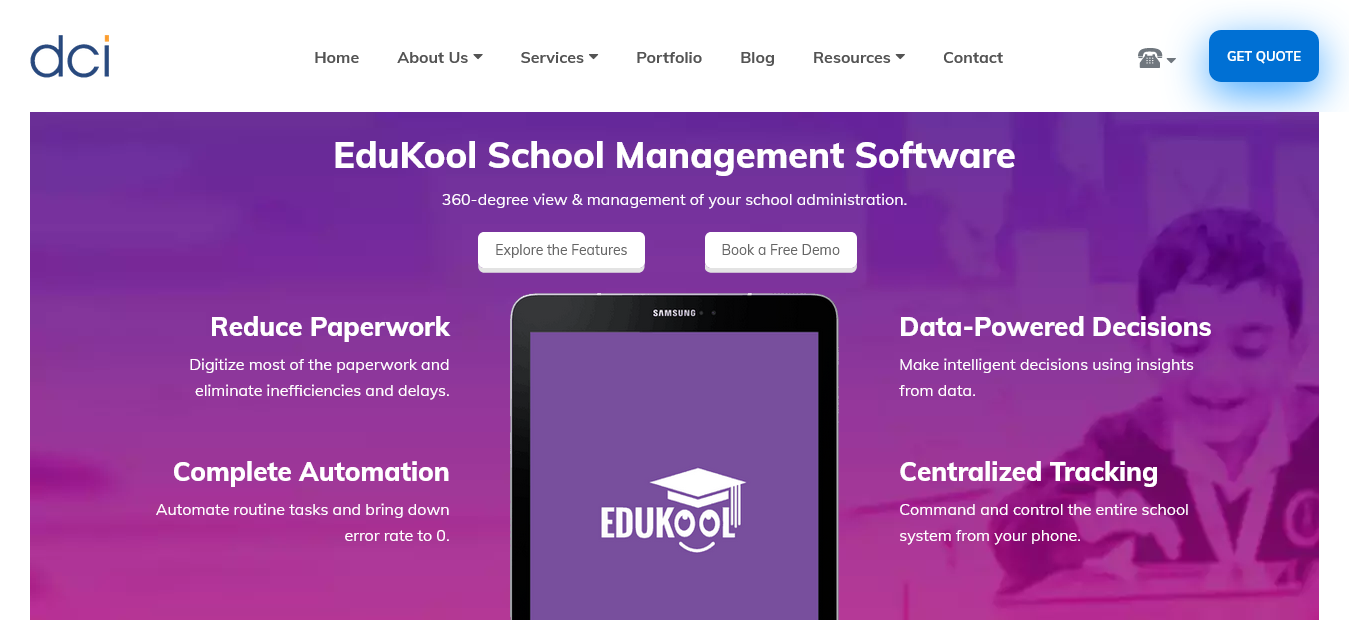 dci
Home About Us Services Portfolio Blog Resources Contact
GET QUOTE
EduKool School Management Software
360-degree view & management of your school administration.
Explore the Features
Book a Free Demo
SAMSUNG
Reduce Paperwork
Digitize most of the paperwork and
eliminate inefficiencies and delays.
Complete Automation
Automate routine tasks and bring down
error rate to 0.
EDUKOOL
Data-Powered Decisions
Make intelligent decisions using insights
from data.
Centralized Tracking
Command and control the entire school
system from your phone.